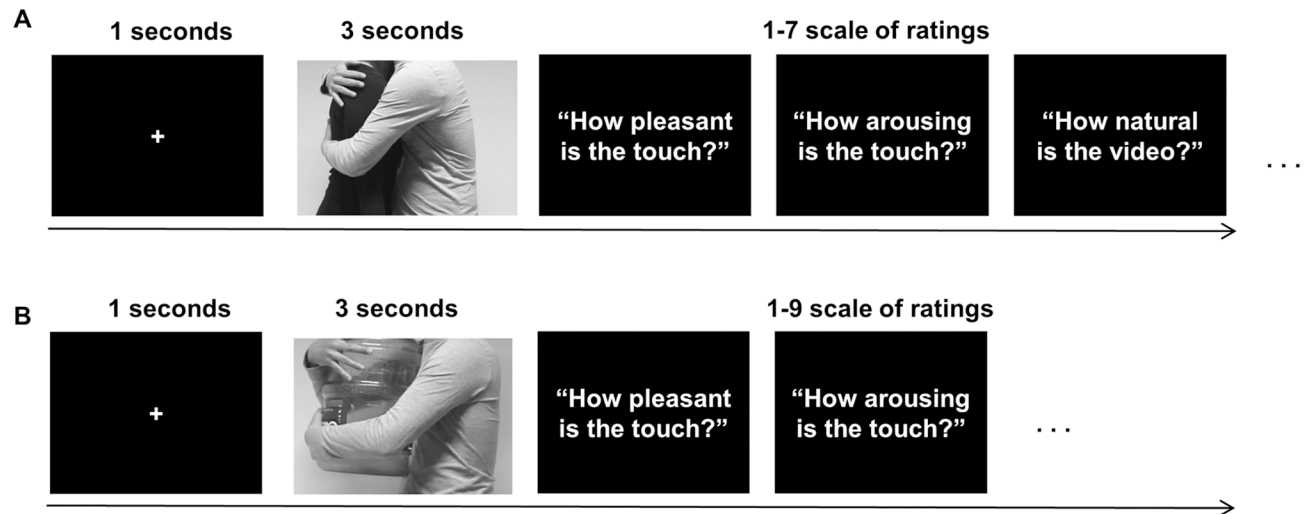 A
1 seconds
3 seconds
1-7 scale of ratings
+
“How pleasant
is the touch?”
“How arousing
is the touch?”
“How natural
is the video?”
. . .
B
1 seconds
3 seconds
1-9 scale of ratings
+
“How pleasant
is the touch?”
“How arousing
is the touch?”
. . .